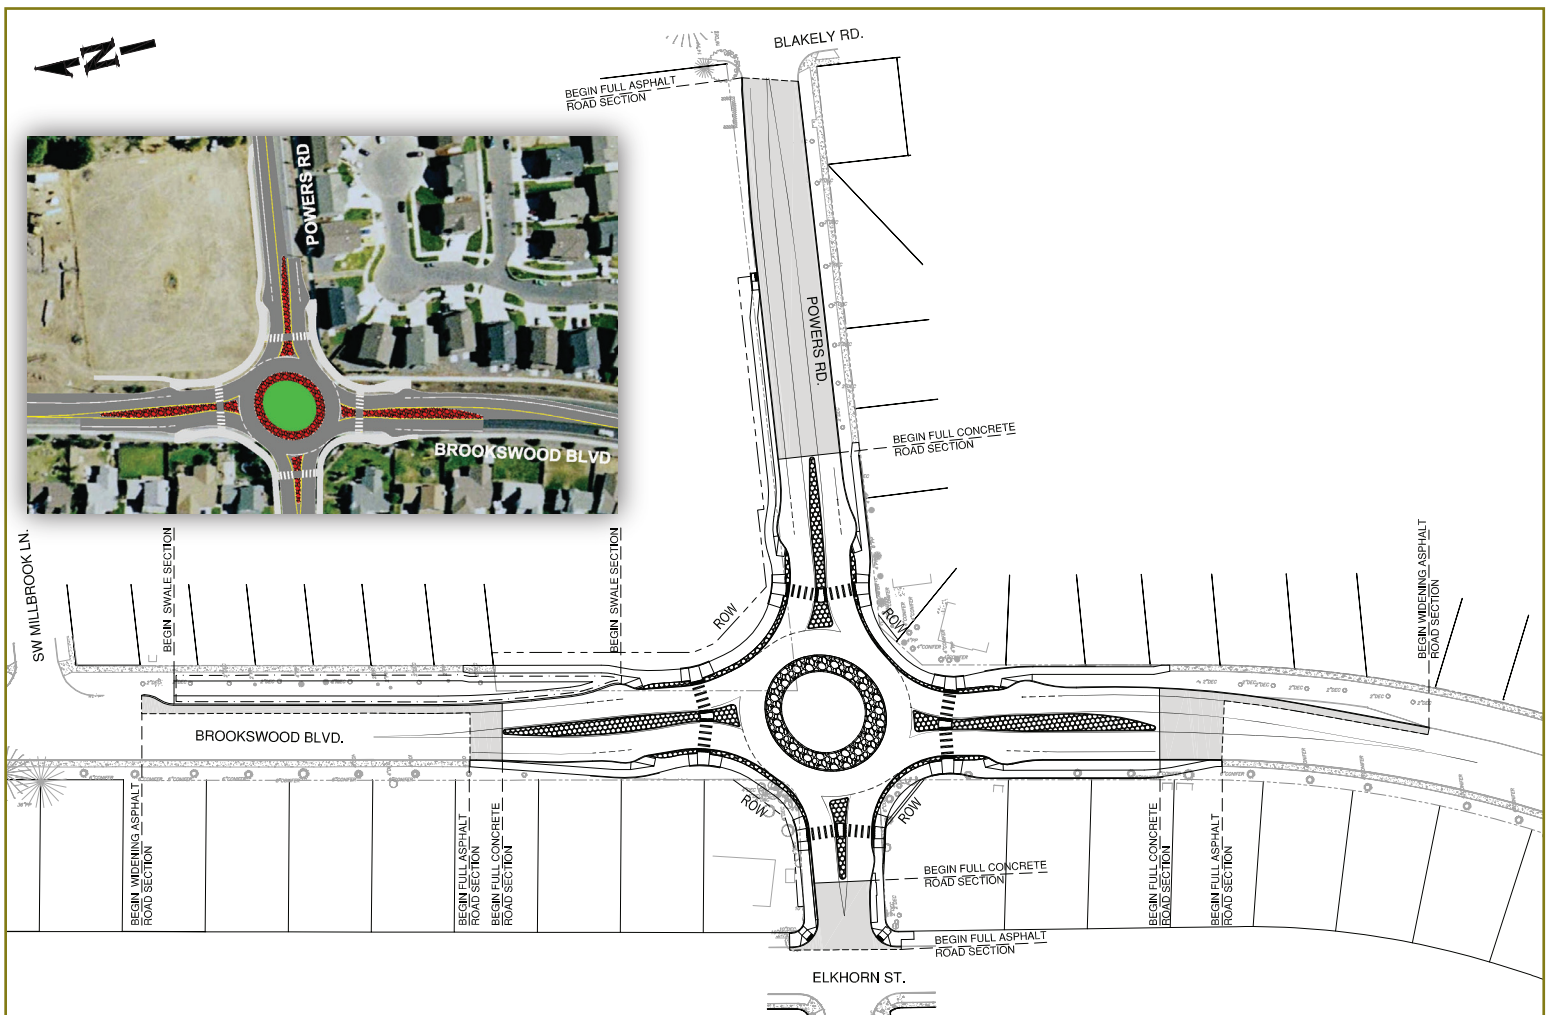 BLAKELY RD.
N
BEGIN FULL ASPHALT
ROAD SECTION
POWERS RD
BROOKSWOOD BLVD
POWERS RD.
BEGIN FULL CONCRETE
ROAD SECTION
SW MILLBROOK LN.
BEGIN SWALE SECTION
BEGIN SWALE SECTION
ROW
ROW
BEGIN WIDENING ASPHALT
ROAD SECTION
BROOKSWOOD BLVD.
ROW
ROW
BEGIN WIDENING ASPHALT
ROAD SECTION
BEGIN FULL ASPHALT
ROAD SECTION
BEGIN FULL CONCRETE
ROAD SECTION
BEGIN FULL CONCRETE
ROAD SECTION
BEGIN FULL CONCRETE
ROAD SECTION
BEGIN FULL ASPHALT
ROAD SECTION
BEGIN FULL ASPHALT
ROAD SECTION
ELKHORN ST.